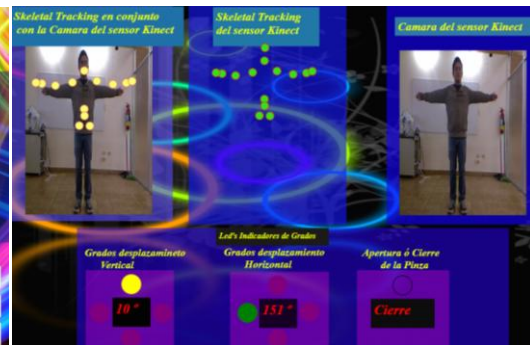 Skeletal Tracking en conjunto
con la Camara del sensor Kinect
Skeletal Tracking
del sensor Kinect
Camara del sensor Kinect
Led's Indicadores de Grados
Grados desplazamineto
Vertical
10 º
Grados desplazamiento
Horizontal
151 º
Apertura ó Cierre
de la Pinza
Cierre